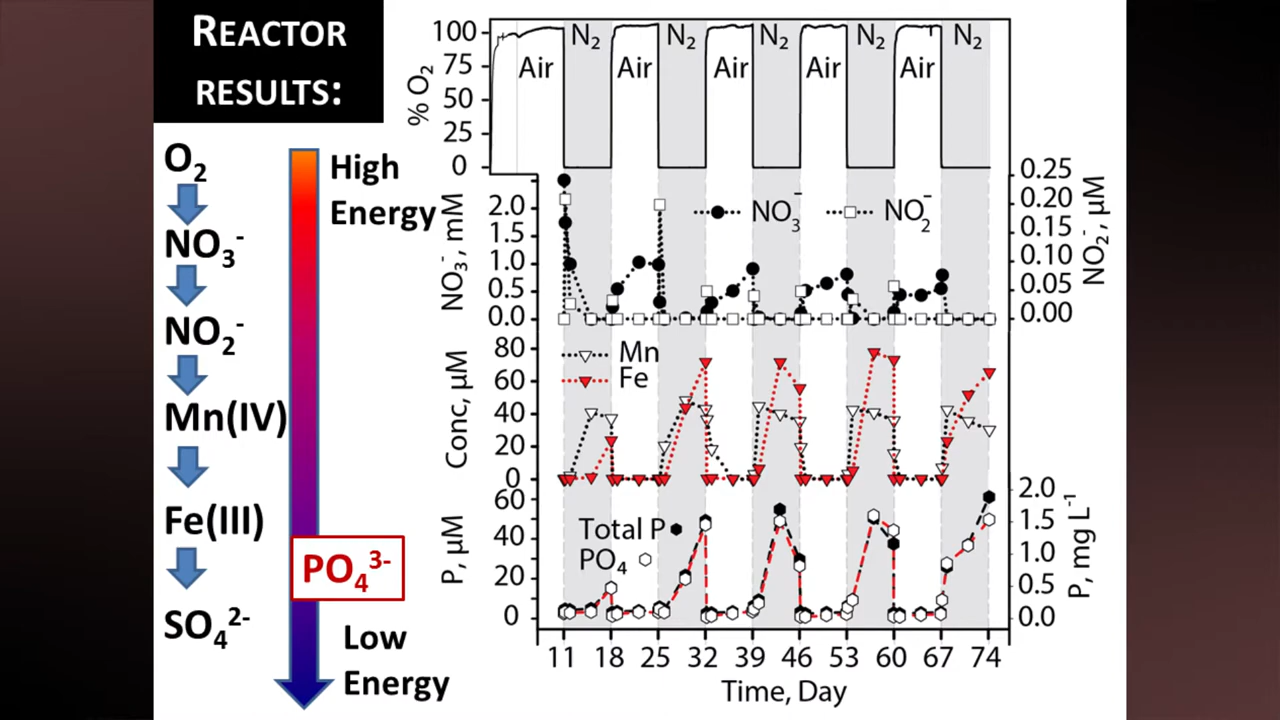 REACTOR
RESULTS:
O₂
NO₃⁻
NO₂⁻
Mn(IV)
Fe(III)
SO₄²⁻
High
Energy
PO₄³⁻
Low
Energy
% O₂
100
75
50
25
0
Air
N₂
Air
N₂
Air
N₂
Air
N₂
Air
N₂
NO₃⁻, mM
2.0
1.5
1.0
0.5
0.0
NO₃⁻
NO₂⁻
0.25
0.20
0.15
0.10
0.05
0.00
NO₂⁻, µM
Conc, µM
80
60
40
20
0
Mn
Fe
P, µM
60
40
20
0
Total P
PO₄
2.0
1.5
1.0
0.5
0.0
P, mg L⁻¹
11 18 25 32 39 46 53 60 67 74
Time, Day